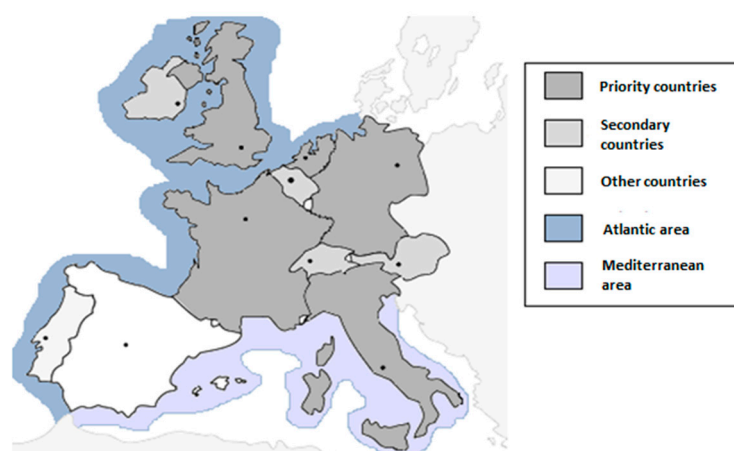 Priority countries
Secondary
countries
Other countries
Atlantic area
Mediterranean
area